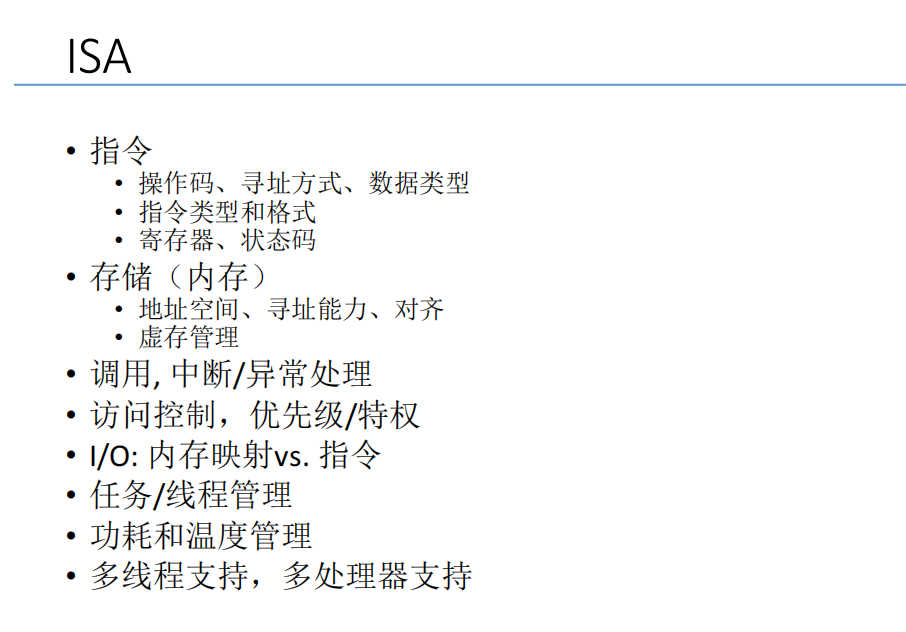 ISA
• 指令
• 操作码、寻址方式、数据类型
• 指令类型和格式
• 寄存器、状态码
• 存储（内存）
• 地址空间、寻址能力、对齐
• 虚存管理
• 调用, 中断/异常处理
• 访问控制，优先级/特权
• I/O: 内存映射vs. 指令
• 任务/线程管理
• 功耗和温度管理
• 多线程支持，多处理器支持